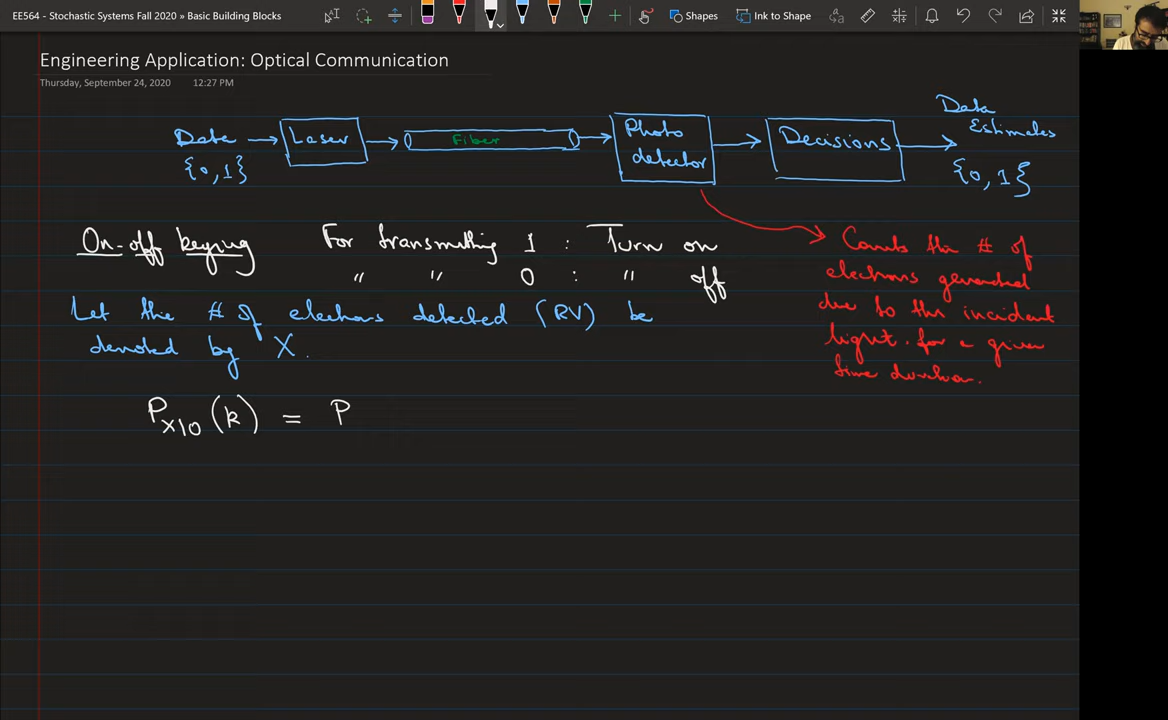 EE564 - Stochastic Systems Fall 2020 » Basic Building Blocks
Shapes
Ink to Shape
Engineering Application: Optical Communication
Thursday, September 24, 2020 12:27 PM
Data → Laser → Fiber → Photo detector → Decisions → Data Estimates
{0,1} {0,1}
On-off keying For transmitting 1 : Turn on
" " 0 : " off
Let the # of electrons detected (RV) be
denoted by X.
Counts the # of
electrons generated
due to the incident
light. for a given
time duration.
P_{X|0}(k) = P